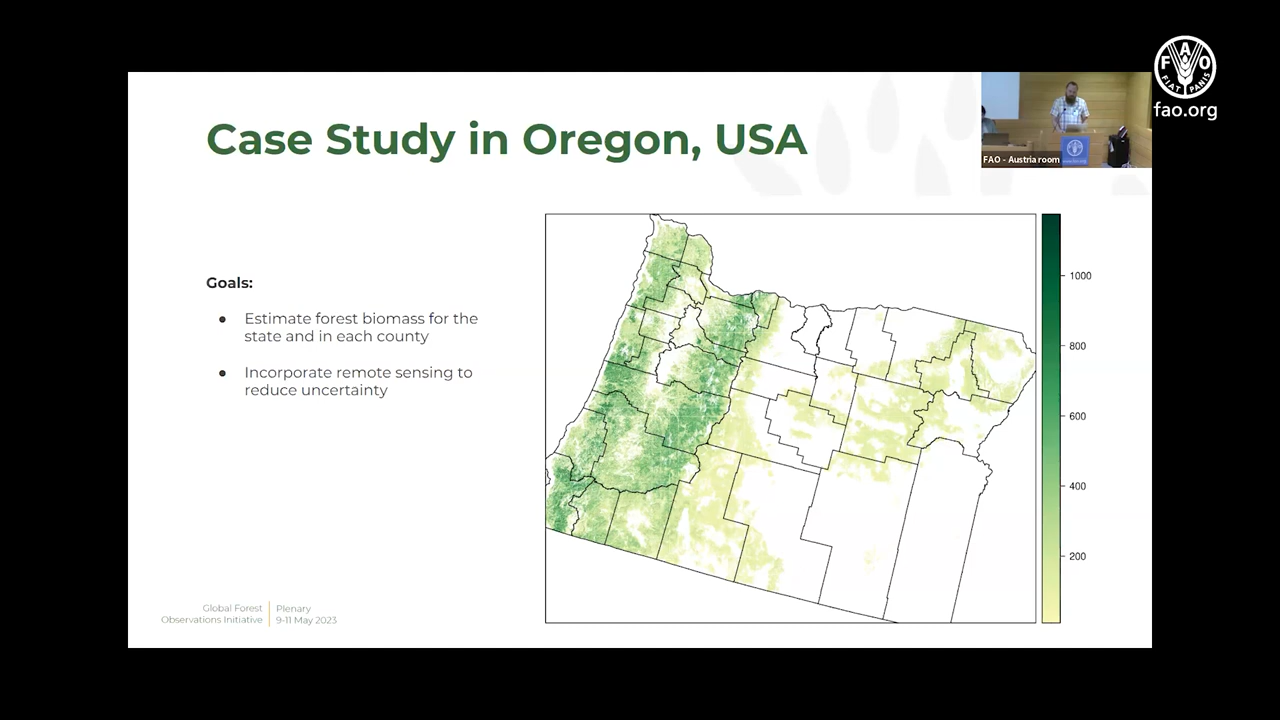 Case Study in Oregon, USA
FAO
FIAT PANIS
fao.org
FAO - Austria room
Goals:
● Estimate forest biomass for the
state and in each county
● Incorporate remote sensing to
reduce uncertainty
1000
800
600
400
200
Global Forest
Observations Initiative
Plenary
9-11 May 2023